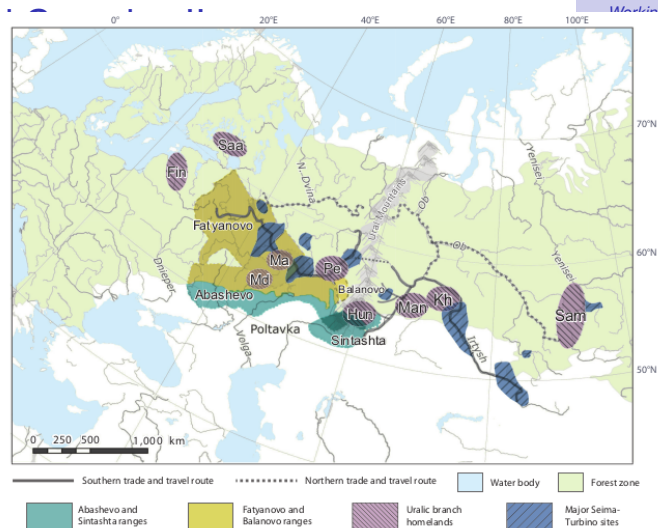 0° 20°E 40°E 60°E 80°E 100°E
70°N
Saa
Fin
N. Dvina
Ural Mountains
Ob
Yenisei
Fatyanovo
Ob
60°N
Dnieper
Ma
Pe
Yenisei
Md
Balanovo
Abashevo
Man
Kh
Hun
Sam
Poltavka
Sintashta
Volga
Irtysh
50°N
0 250 500 1,000 km
Southern trade and travel route
Northern trade and travel route
Water body
Forest zone
Abashevo and
Sintashta ranges
Fatyanovo and
Balanovo ranges
Uralic branch
homelands
Major Seima-
Turbino sites